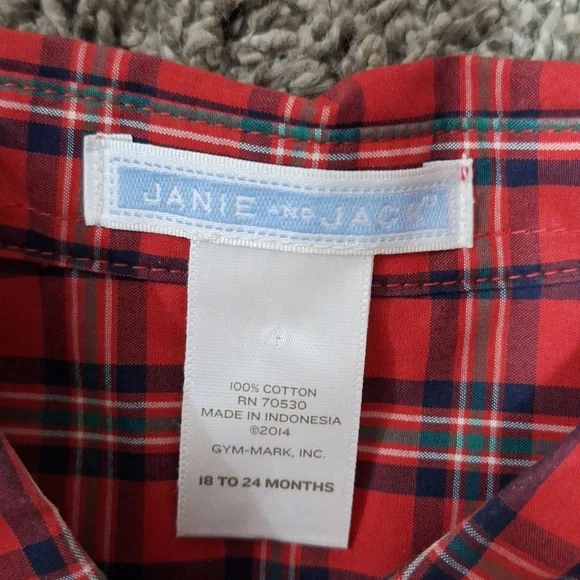 JANIE AND JACK
100% COTTON
RN 70530
MADE IN INDONESIA
©2014
GYM-MARK, INC.
18 TO 24 MONTHS